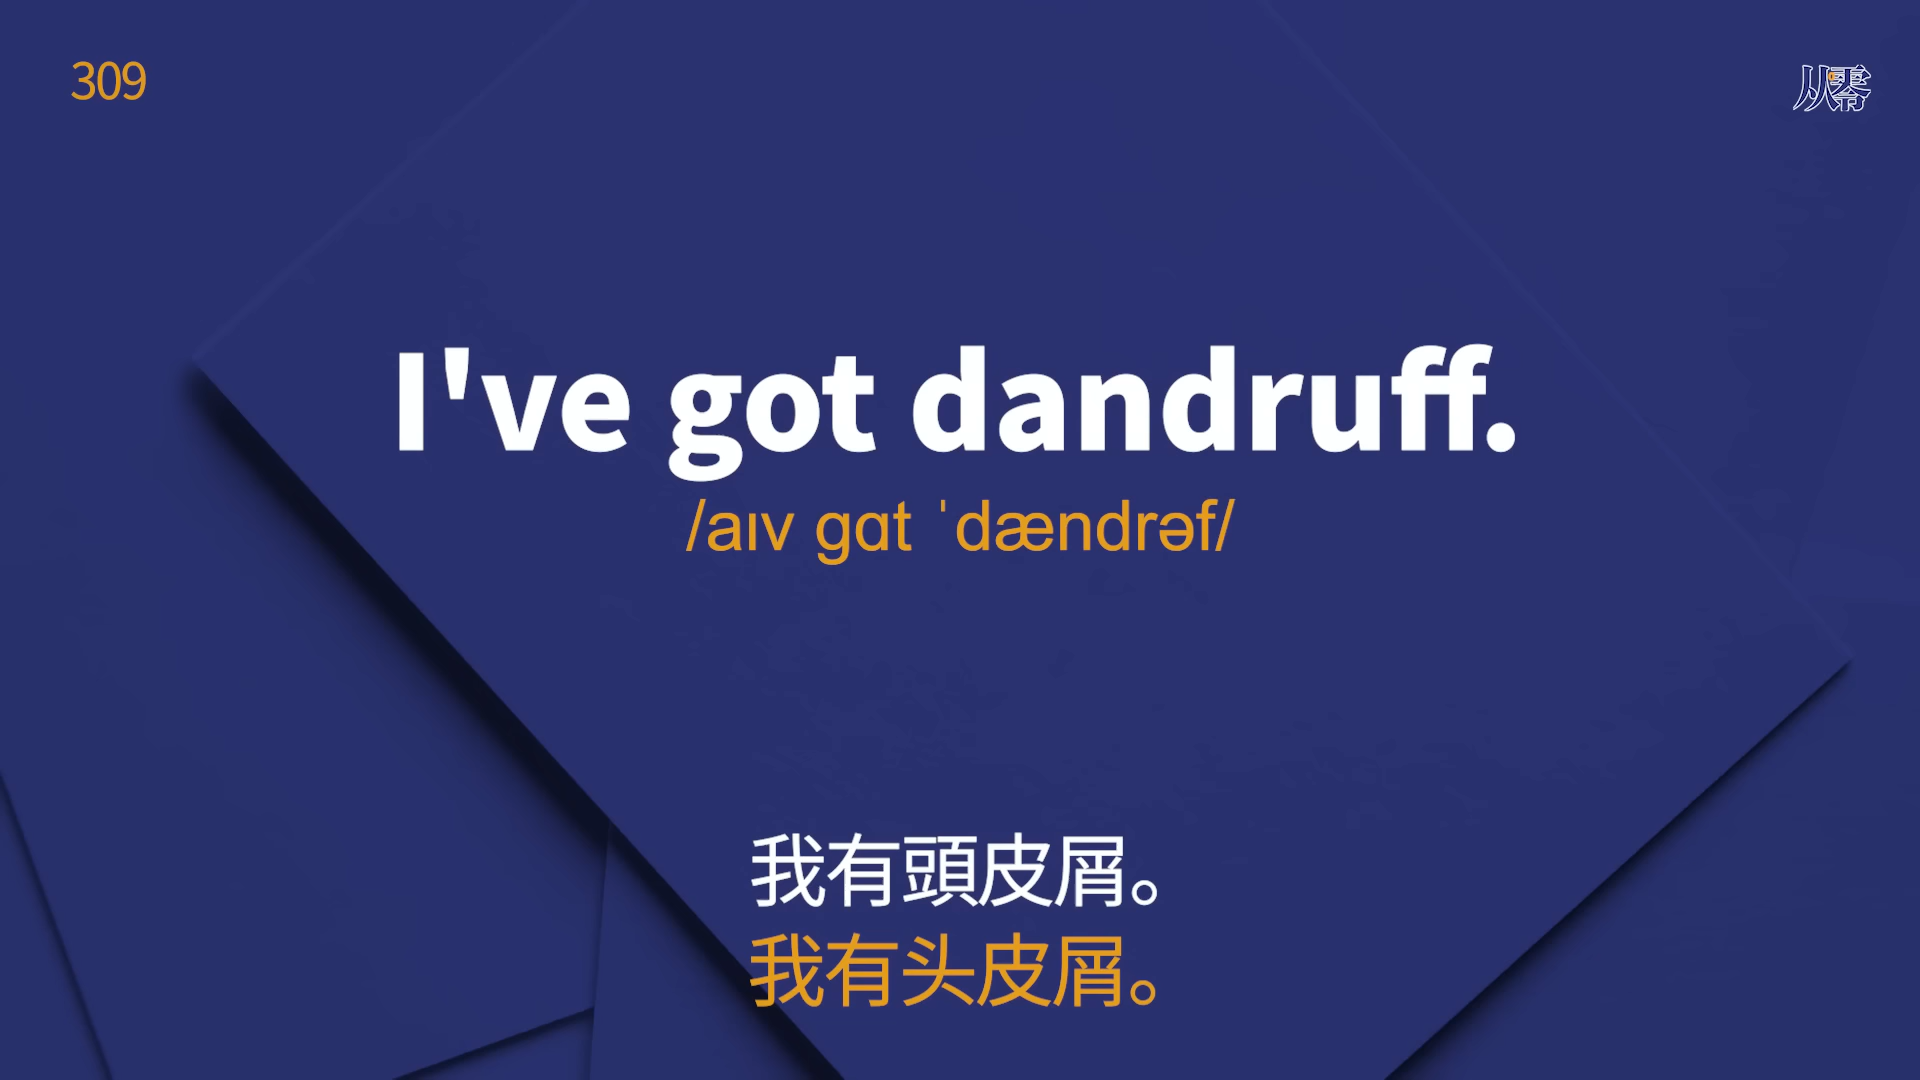 309
从零
I've got dandruff.
/aɪv gɑt ˈdændrəf/
我有頭皮屑。
我有头皮屑。